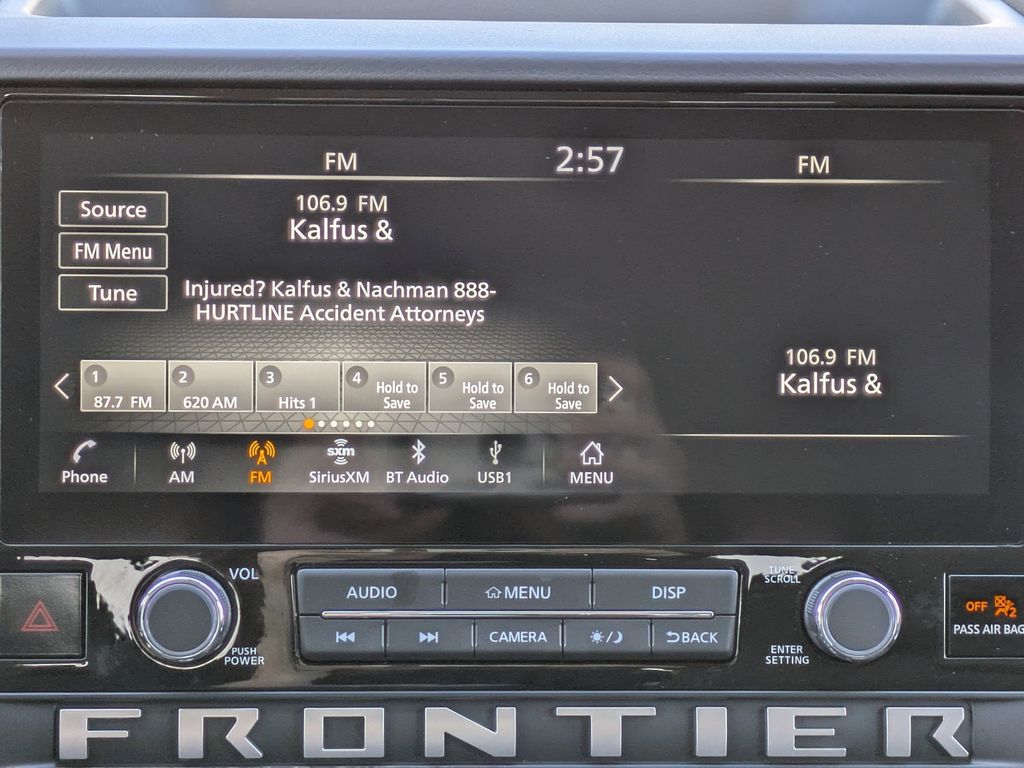 FM
2:57
FM
Source
106.9 FM
Kalfus &
FM Menu
Tune
Injured? Kalfus & Nachman 888-
HURTLINE Accident Attorneys
106.9 FM
Kalfus &
1
87.7 FM
2
620 AM
3
Hits 1
4
Hold to
Save
5
Hold to
Save
6
Hold to
Save
Phone
AM
FM
sxm
SiriusXM
BT Audio
USB1
MENU
VOL
PUSH
POWER
AUDIO
MENU
DISP
CAMERA
BACK
TUNE
SCROLL
ENTER
SETTING
OFF
2
PASS AIR BAG
FRONTIER